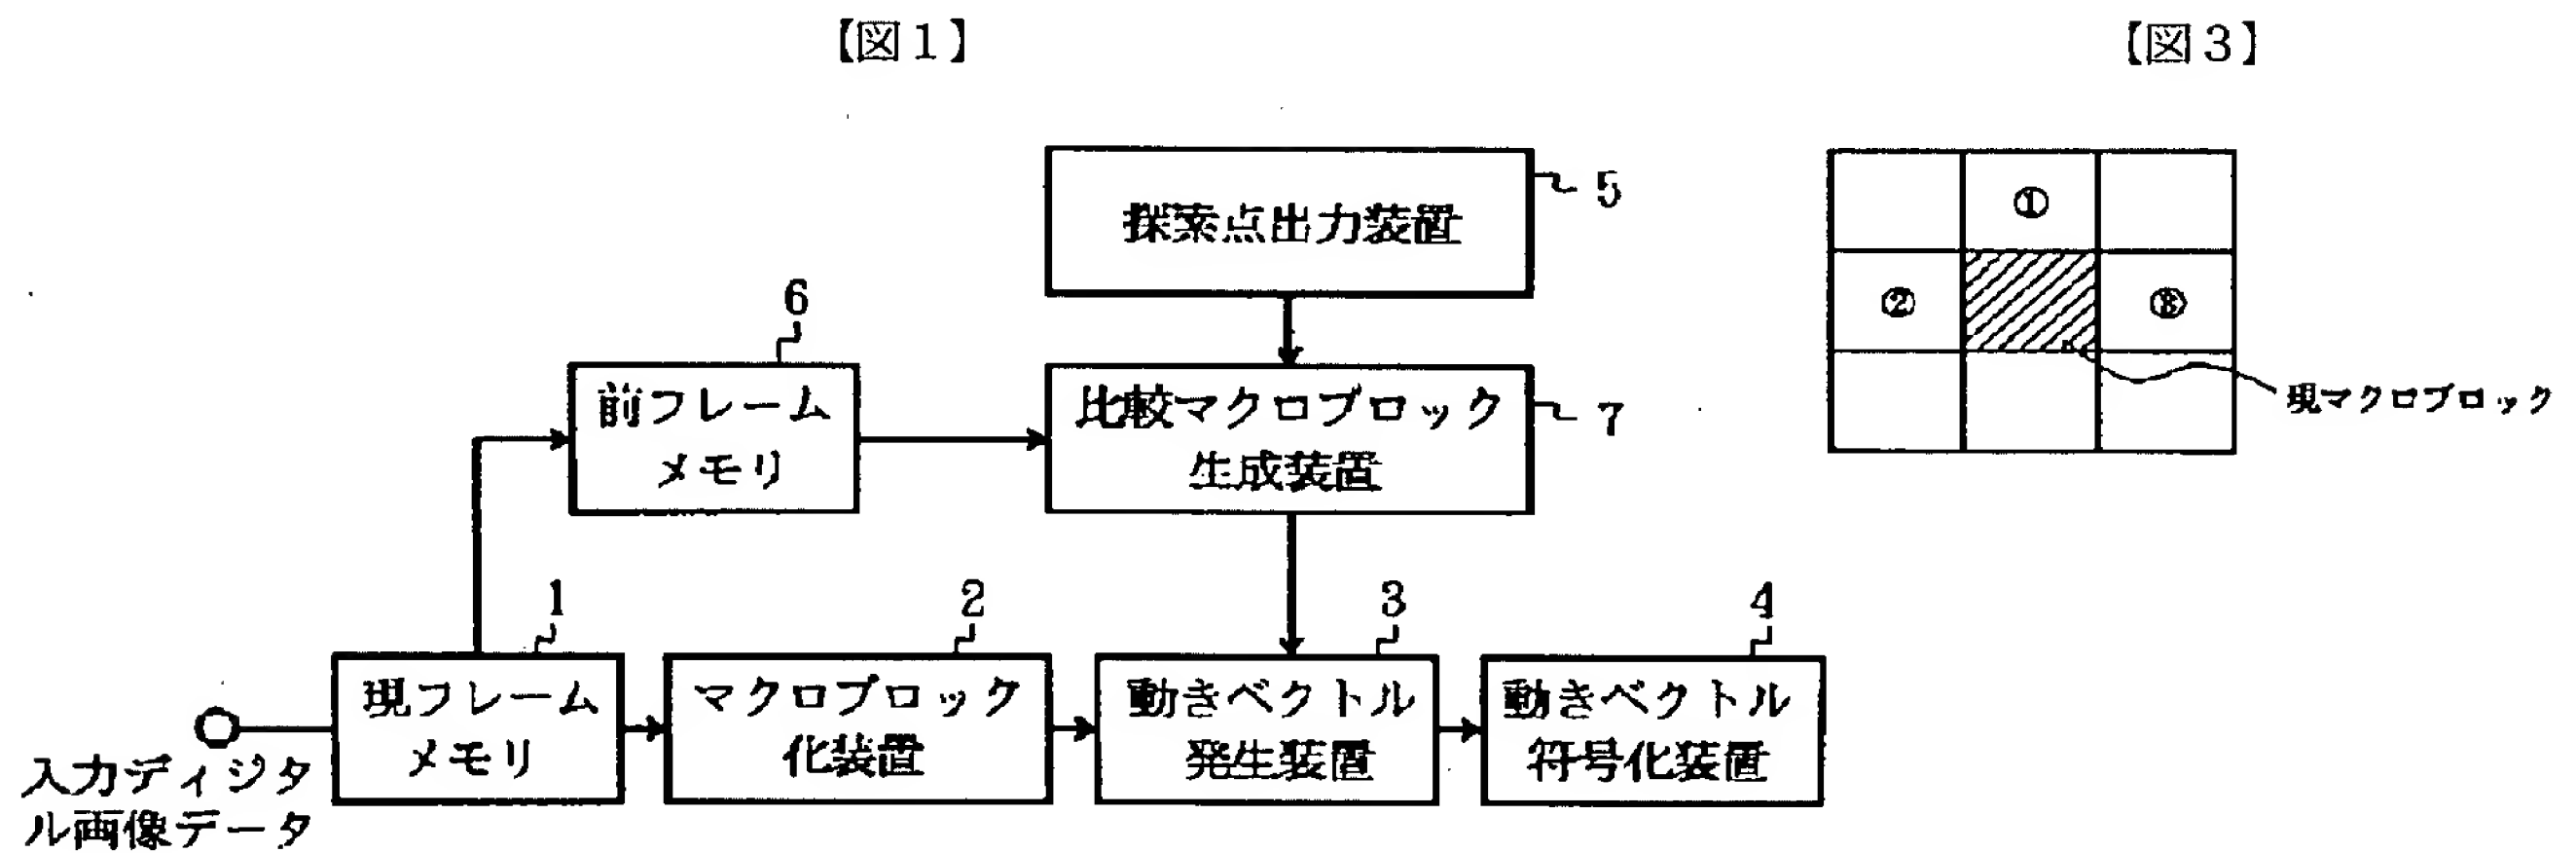 【図1】
【図3】
探索点出力装置
5
①
②
③
現マクロブロック
6
前フレーム
メモリ
比較マクロブロック
生成装置
7
1
2
3
4
現フレーム
メモリ
マクロブロック
化装置
動きベクトル
発生装置
動きベクトル
符号化装置
入力ディジタ
ル画像データ